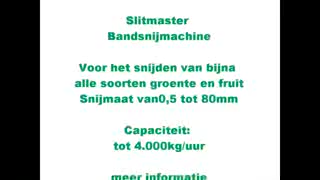 Slitmaster
Bandsnijmachine
Voor het snijden van bijna
alle soorten groente en fruit
Snijmaat van0,5 tot 80mm
Capaciteit:
tot 4.000kg/uur
meer informatie